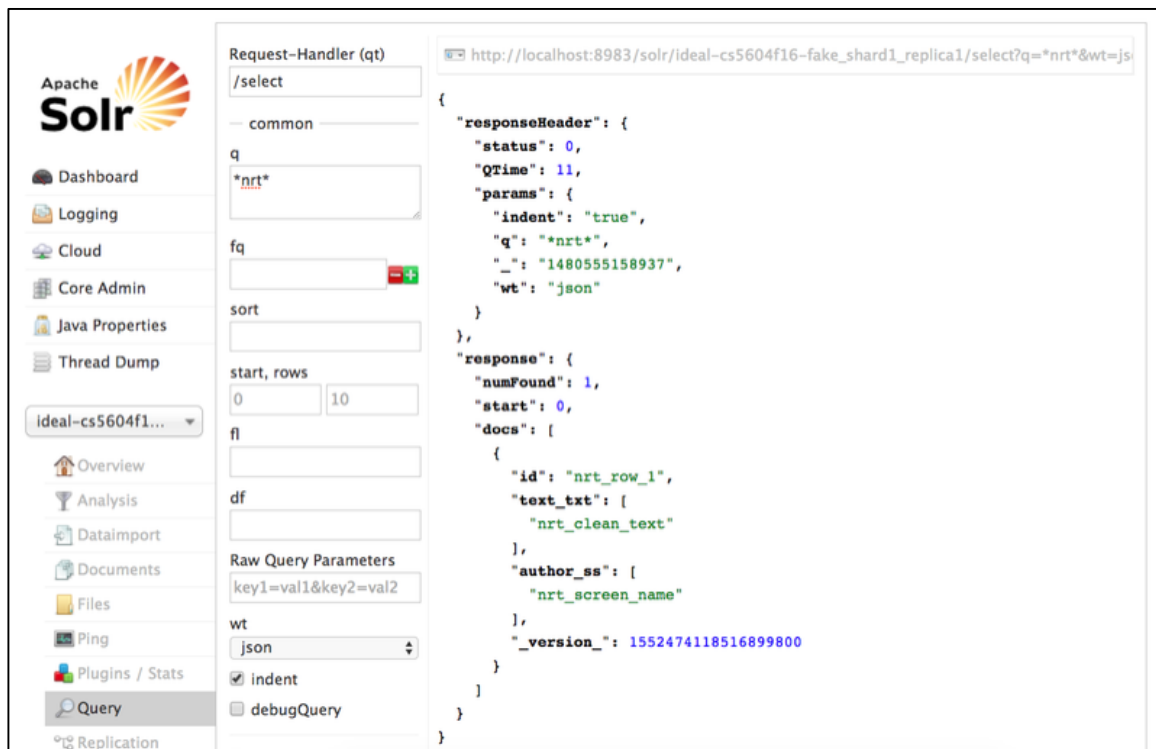 Apache
Solr
Dashboard
Logging
Cloud
Core Admin
Java Properties
Thread Dump
ideal-cs5604f1...
Overview
Analysis
Dataimport
Documents
Files
Ping
Plugins / Stats
Query
Replication
Request-Handler (qt)
/select
common
q
*nrt*
fq
sort
start, rows
0 10
fl
df
Raw Query Parameters
key1=val1&key2=val2
wt
json
indent
debugQuery
http://localhost:8983/solr/ideal-cs5604f16-fake_shard1_replica1/select?q=*nrt*&wt=js
{
"responseHeader": {
"status": 0,
"QTime": 11,
"params": {
"indent": "true",
"q": "*nrt*",
"_": "1480555158937",
"wt": "json"
}
},
"response": {
"numFound": 1,
"start": 0,
"docs": [
{
"id": "nrt_row_1",
"text_txt": [
"nrt_clean_text"
],
"author_ss": [
"nrt_screen_name"
],
"_version_": 1552474118516899800
}
]
}
}